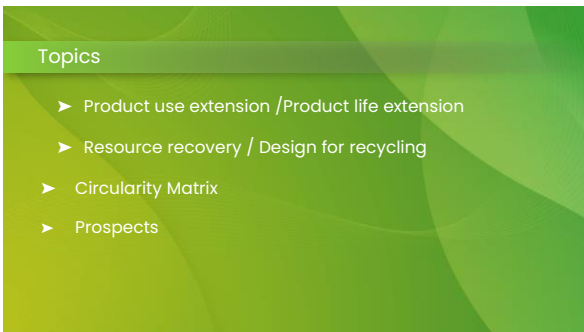 Topics
➤ Product use extension /Product life extension
➤ Resource recovery / Design for recycling
➤ Circularity Matrix
➤ Prospects